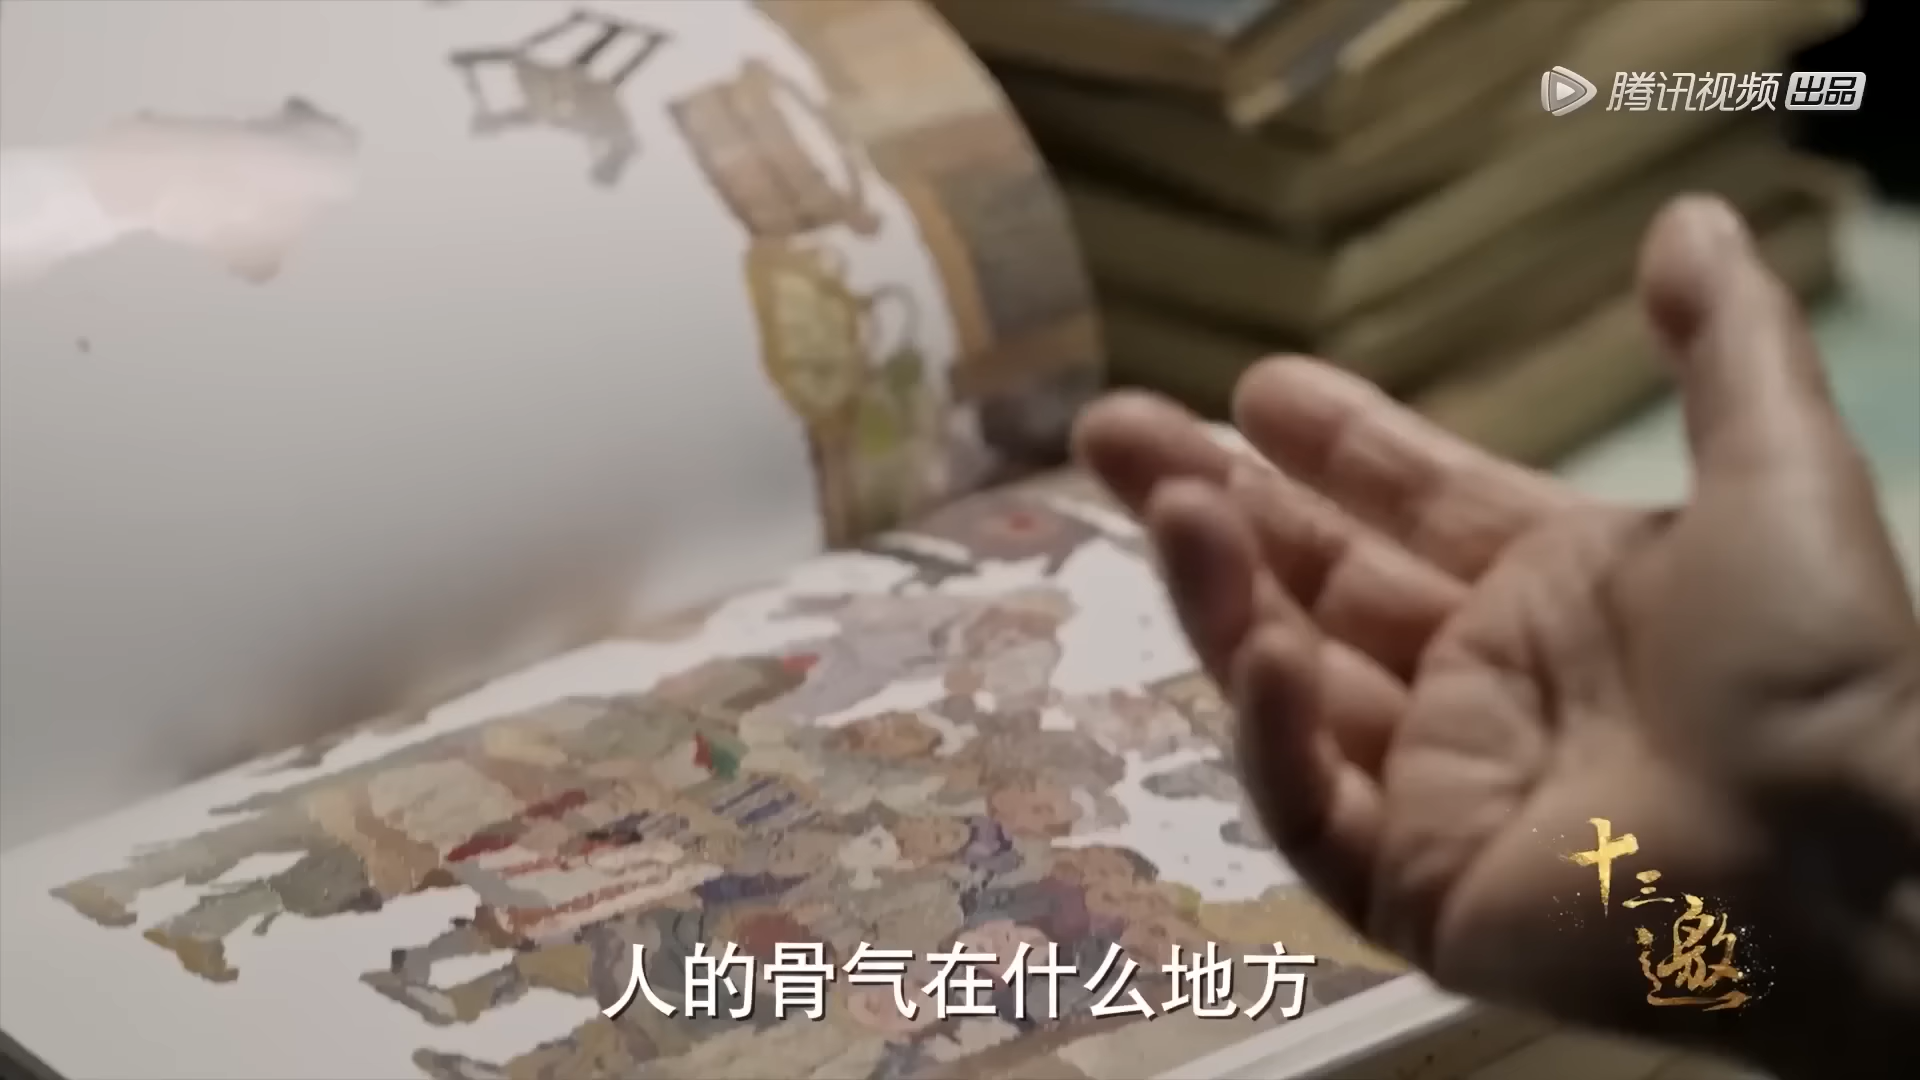 腾讯视频 出品
十三邀
人的骨气在什么地方